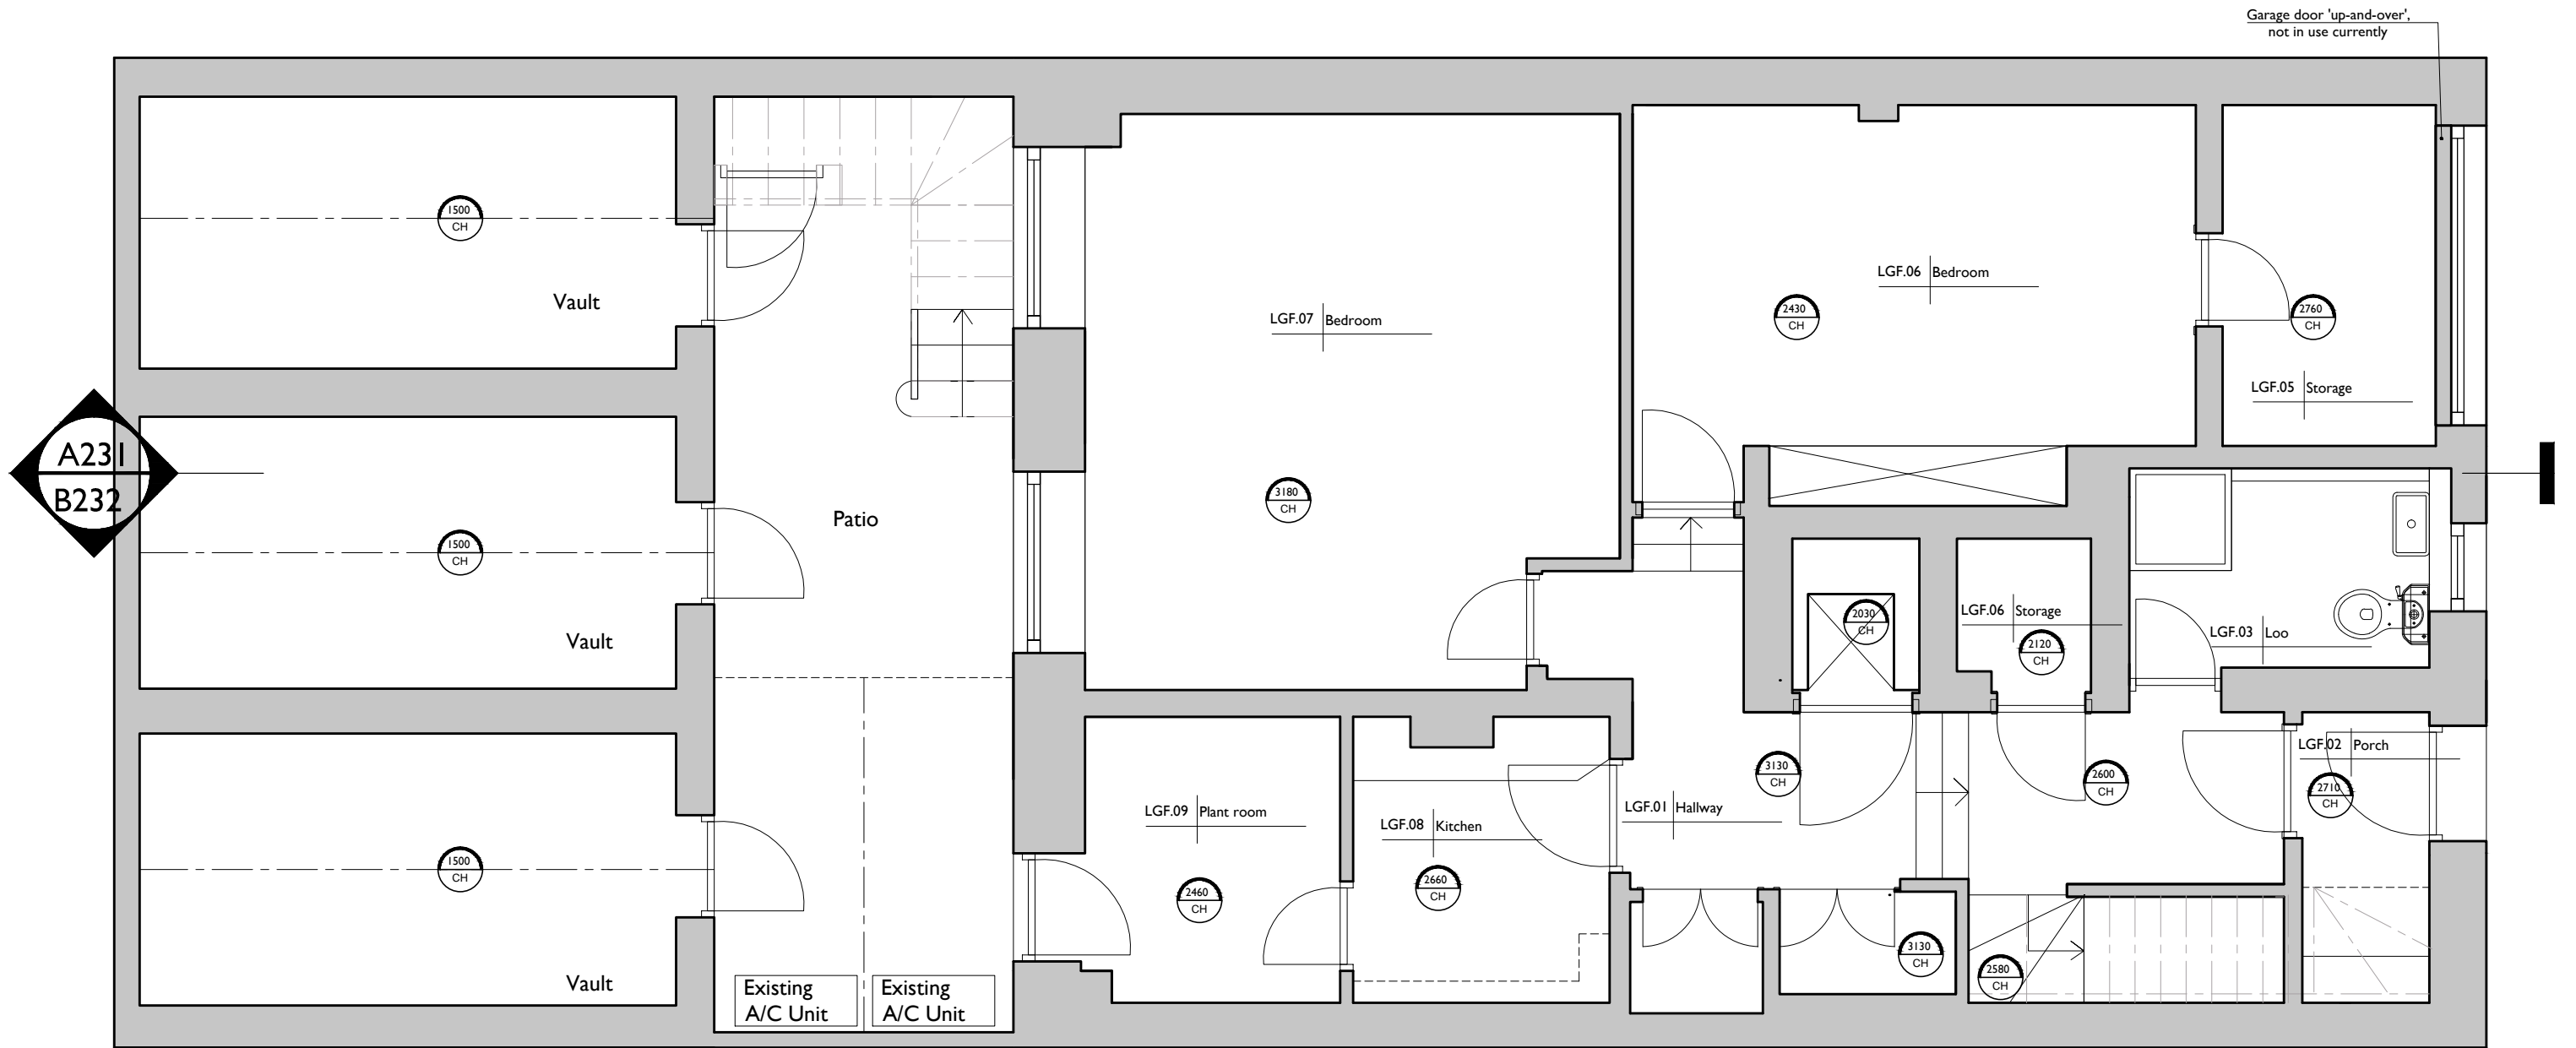 Garage door 'up-and-over',
not in use currently
1500
CH
Vault
LGF.07 Bedroom
LGF.06 Bedroom
2430
CH
2760
CH
LGF.05 Storage
A231
B232
3180
CH
Patio
1500
CH
Vault
2030
CH
LGF.06 Storage
2120
CH
LGF.03 Loo
LGF.02 Porch
3130
CH
2600
CH
2710
CH
LGF.09 Plant room
LGF.08 Kitchen
LGF.01 Hallway
1500
CH
2460
CH
2660
CH
3130
CH
2580
CH
Vault
Existing
A/C Unit
Existing
A/C Unit